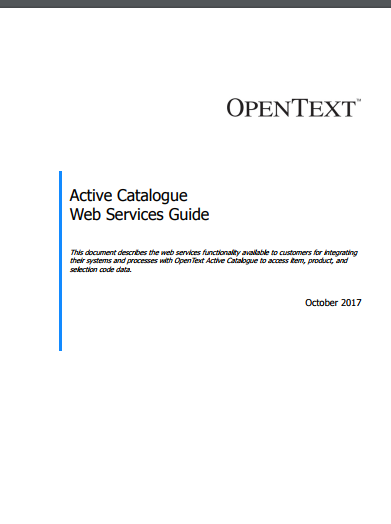 OPENTEXT™
Active Catalogue
Web Services Guide
This document describes the web services functionality available to customers for integrating
their systems and processes with OpenText Active Catalogue to access item, product, and
selection code data.
October 2017